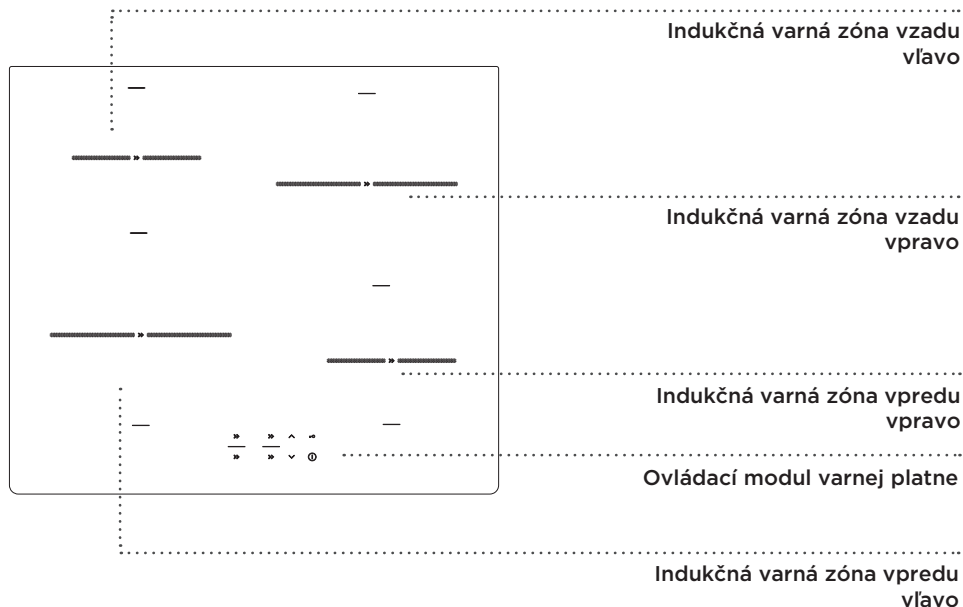 Indukčná varná zóna vzadu
vľavo
Indukčná varná zóna vzadu
vpravo
Indukčná varná zóna vpredu
vpravo
Ovládací modul varnej platne
Indukčná varná zóna vpredu
vľavo